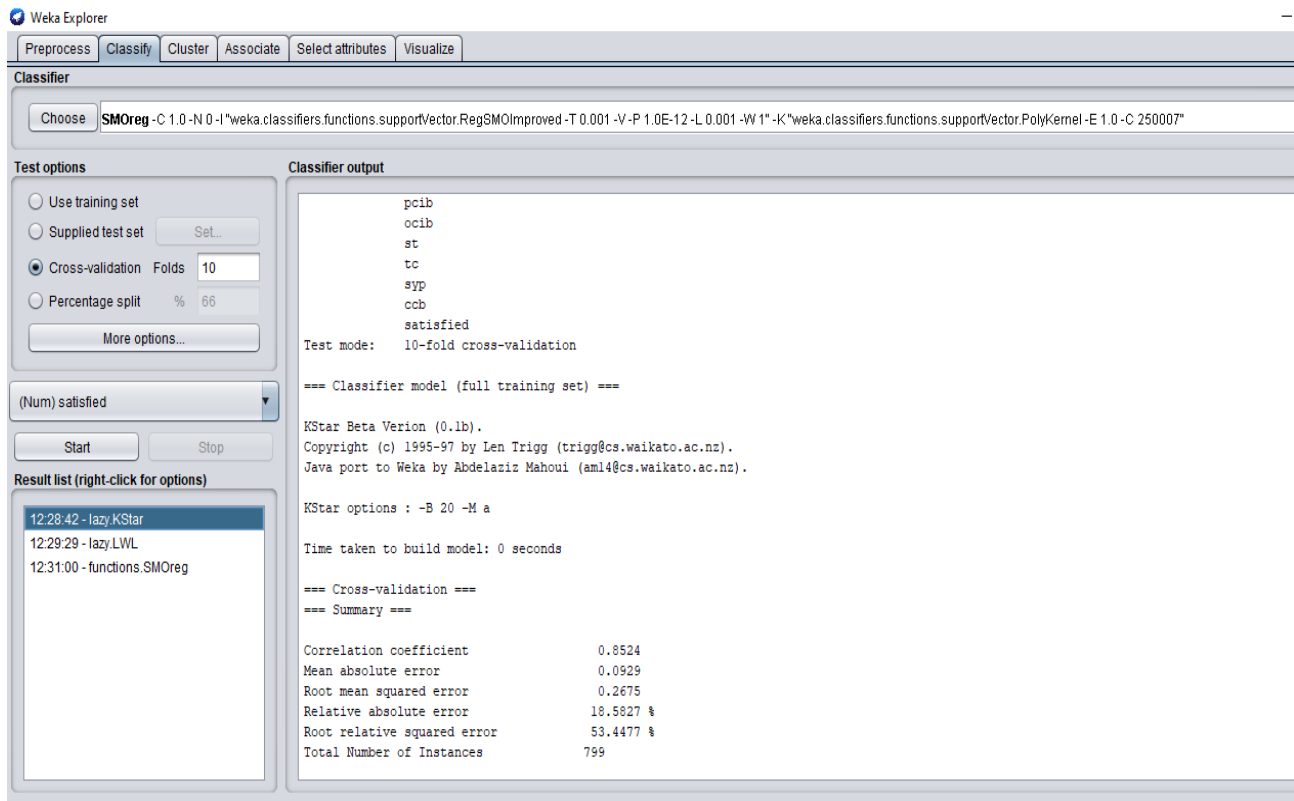 Weka Explorer
Preprocess Classify Cluster Associate Select attributes Visualize
Classifier
Choose SMOreg -C 1.0 -N 0 -I "weka.classifiers.functions.supportVector.RegSMOImproved -T 0.001 -V -P 1.0E-12 -L 0.001 -W 1" -K "weka.classifiers.functions.supportVector.PolyKernel -E 1.0 -C 250007"
Test options
Use training set
Supplied test set Set...
Cross-validation Folds 10
Percentage split % 66
More options...
(Num) satisfied
Start Stop
Result list (right-click for options)
12:28:42 - lazy.KStar
12:29:29 - lazy.LWL
12:31:00 - functions.SMOreg
Classifier output
pcib
ocib
st
tc
syp
ccb
satisfied
Test mode: 10-fold cross-validation
=== Classifier model (full training set) ===
KStar Beta Verion (0.1b).
Copyright (c) 1995-97 by Len Trigg (trigg@cs.waikato.ac.nz).
Java port to Weka by Abdelaziz Mahoui (am14@cs.waikato.ac.nz).
KStar options : -B 20 -M a
Time taken to build model: 0 seconds
=== Cross-validation ===
=== Summary ===
Correlation coefficient 0.8524
Mean absolute error 0.0929
Root mean squared error 0.2675
Relative absolute error 18.5827 %
Root relative squared error 53.4477 %
Total Number of Instances 799